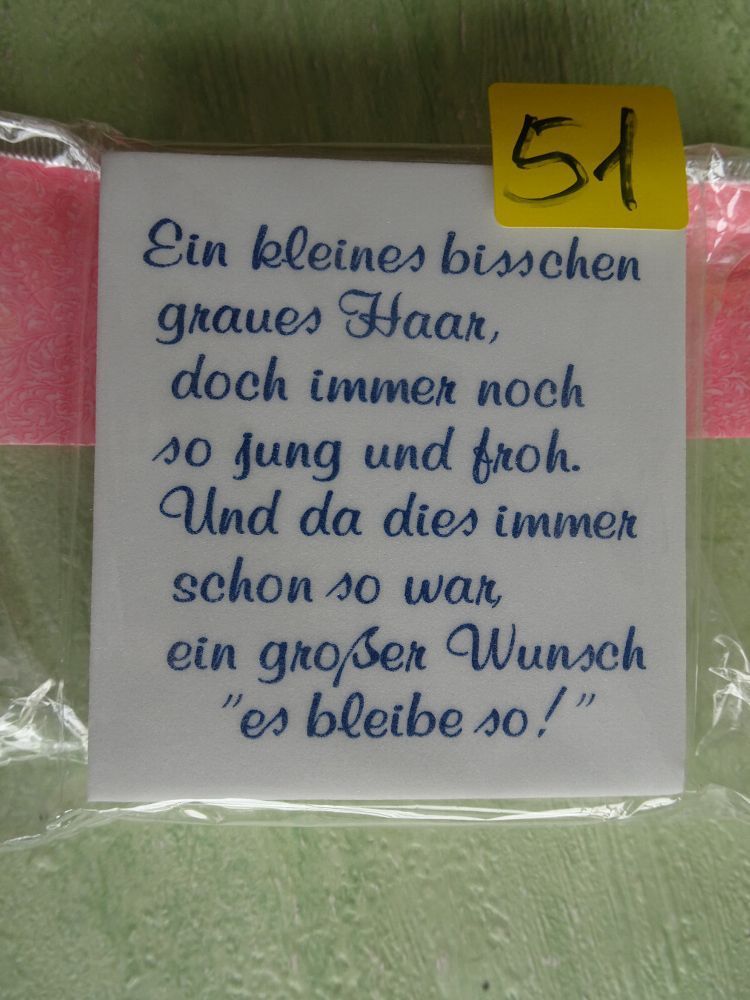 51
Ein kleines bisschen
graues Haar,
doch immer noch
so jung und froh.
Und da dies immer
schon so war,
ein großer Wunsch
"es bleibe so!"